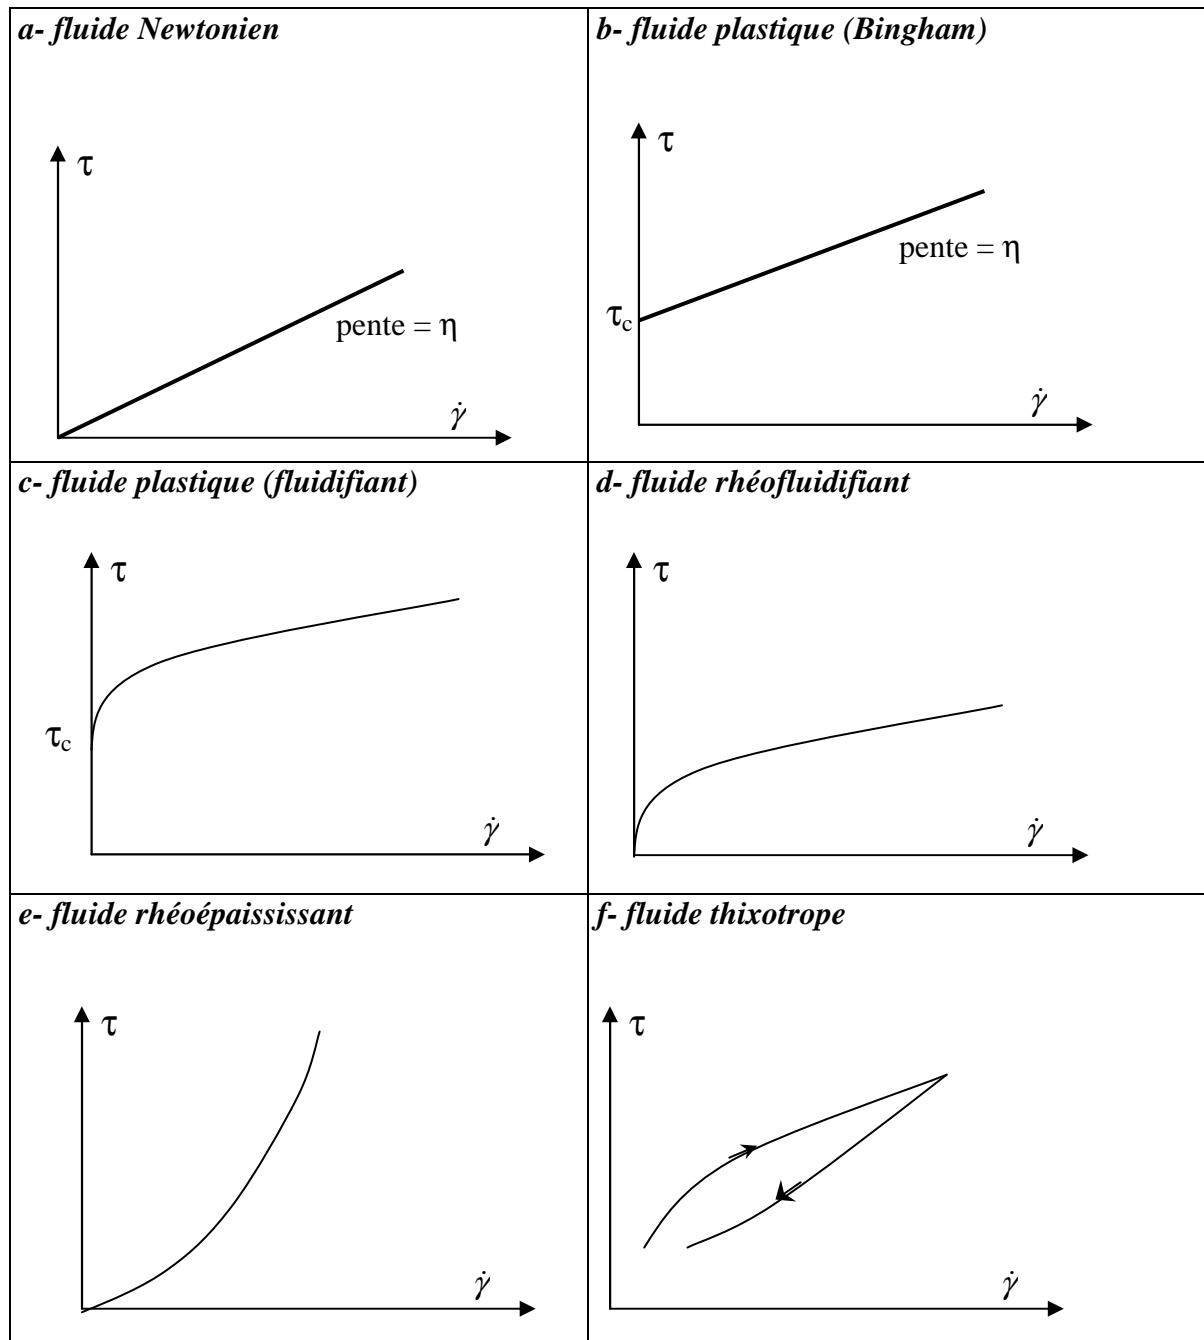 a- fluide Newtonien
τ
pente = η
γ̇
b- fluide plastique (Bingham)
τ
pente = η
τc
γ̇
c- fluide plastique (fluidifiant)
τ
τc
γ̇
d- fluide rhéofluidifiant
τ
γ̇
e- fluide rhéoépaississant
τ
γ̇
f- fluide thixotrope
τ
γ̇